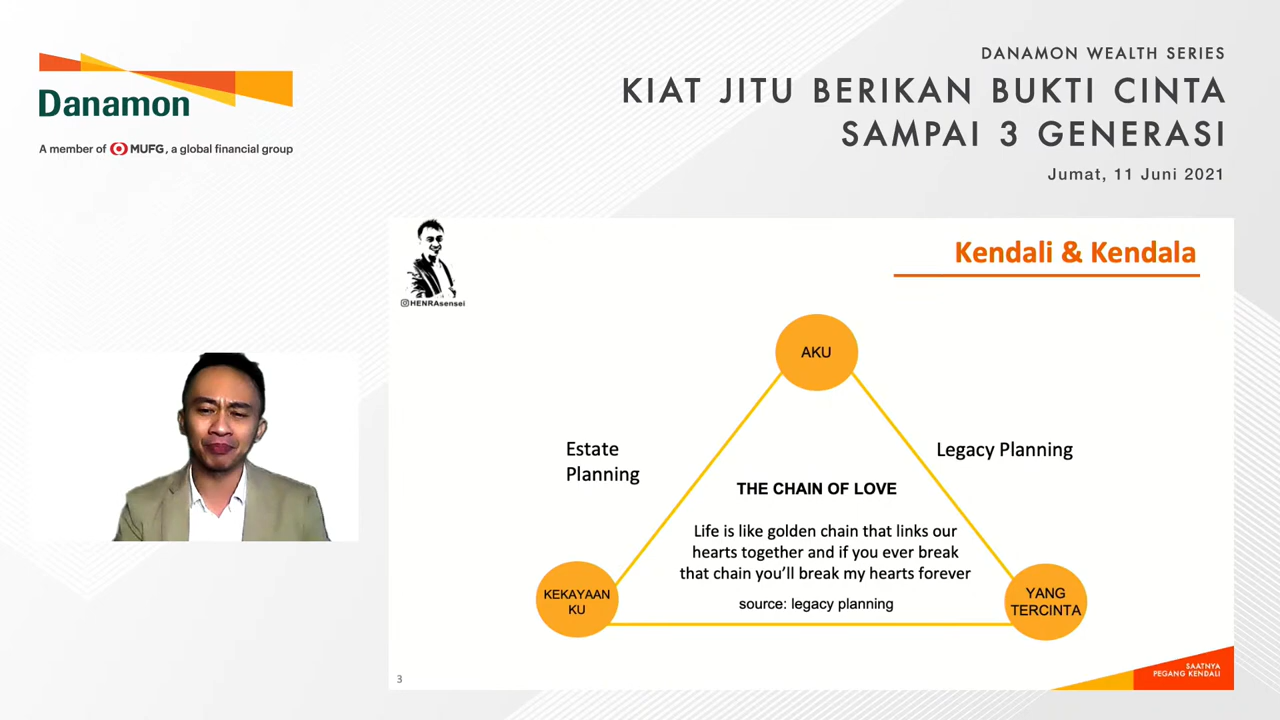 Danamon
A member of MUFG, a global financial group
DANAMON WEALTH SERIES
KIAT JITU BERIKAN BUKTI CINTA
SAMPAI 3 GENERASI
Jumat, 11 Juni 2021
@HENRAsensei
Kendali & Kendala
AKU
Estate
Planning
Legacy Planning
THE CHAIN OF LOVE
Life is like golden chain that links our
hearts together and if you ever break
that chain you’ll break my hearts forever
source: legacy planning
KEKAYAAN
KU
YANG
TERCINTA
3
SAATNYA
PEGANG KENDALI